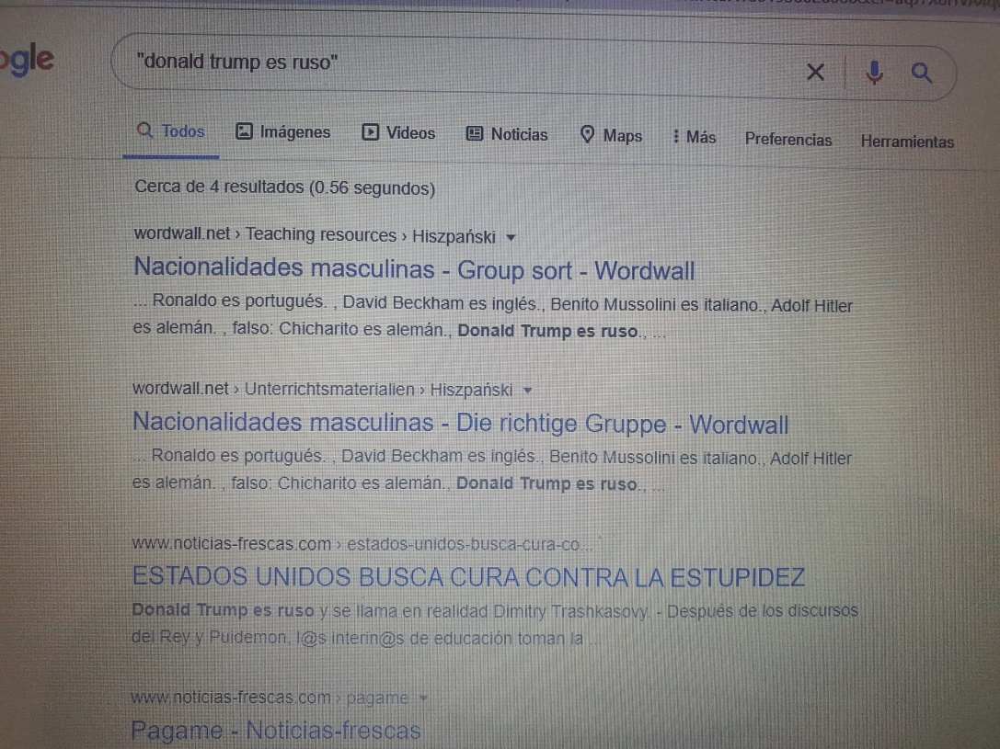 ogle
"donald trump es ruso"
Todos Imágenes Videos Noticias Maps Más Preferencias Herramientas
Cerca de 4 resultados (0.56 segundos)
wordwall.net › Teaching resources › Hiszpański
Nacionalidades masculinas - Group sort - Wordwall
... Ronaldo es portugués. , David Beckham es inglés., Benito Mussolini es italiano., Adolf Hitler
es alemán. , falso: Chicharito es alemán., Donald Trump es ruso., ...
wordwall.net › Unterrichtsmaterialien › Hiszpański
Nacionalidades masculinas - Die richtige Gruppe - Wordwall
... Ronaldo es portugués. , David Beckham es inglés., Benito Mussolini es italiano., Adolf Hitler
es alemán. , falso: Chicharito es alemán., Donald Trump es ruso., ...
www.noticias-frescas.com › estados-unidos-busca-cura-co...
ESTADOS UNIDOS BUSCA CURA CONTRA LA ESTUPIDEZ
Donald Trump es ruso y se llama en realidad Dimitry Trashkasovy. - Después de los discursos
del Rey y Puidemon, l@s interin@s de educación toman la ...
www.noticias-frescas.com › pagame
Pagame - Noticias-frescas